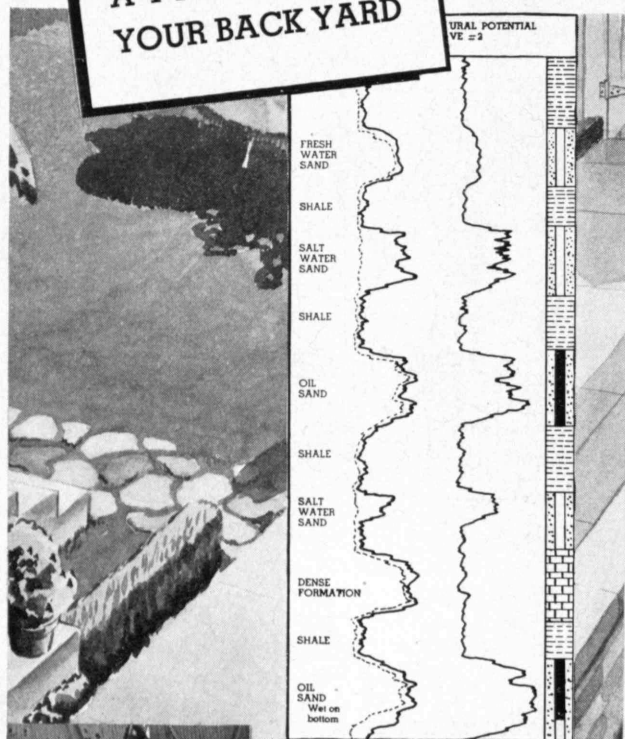 YOUR BACK YARD
URAL POTENTIAL
VE #2
FRESH
WATER
SAND
SHALE
SALT
WATER
SAND
SHALE
OIL
SAND
SHALE
SALT
WATER
SAND
DENSE
FORMATION
SHALE
OIL
SAND
Wet on
bottom